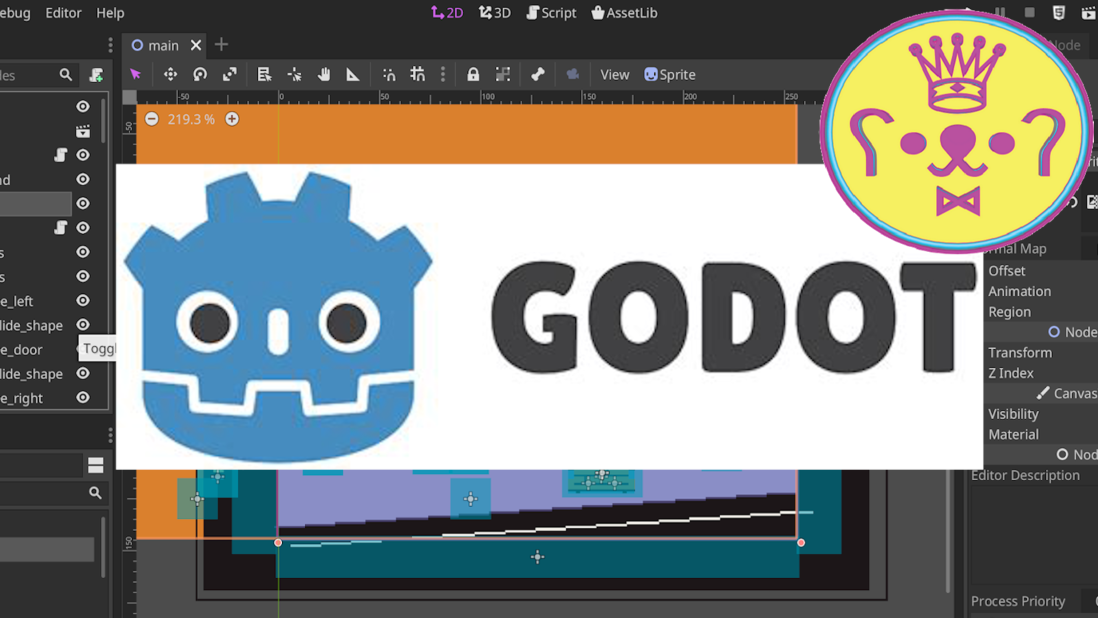 ebug Editor Help
2D 3D Script AssetLib
main
Node
des
View Sprite
-50 0 50 100 150 200 250
-50
219.3 %
nd
s
s
e_left
lide_shape
e_door
Toggl
lide_shape
e_right
GODOT
ormal Map
Offset
Animation
Region
Node
Transform
Z Index
Canvas
Visibility
Material
Nod
Editor Description
150
Process Priority